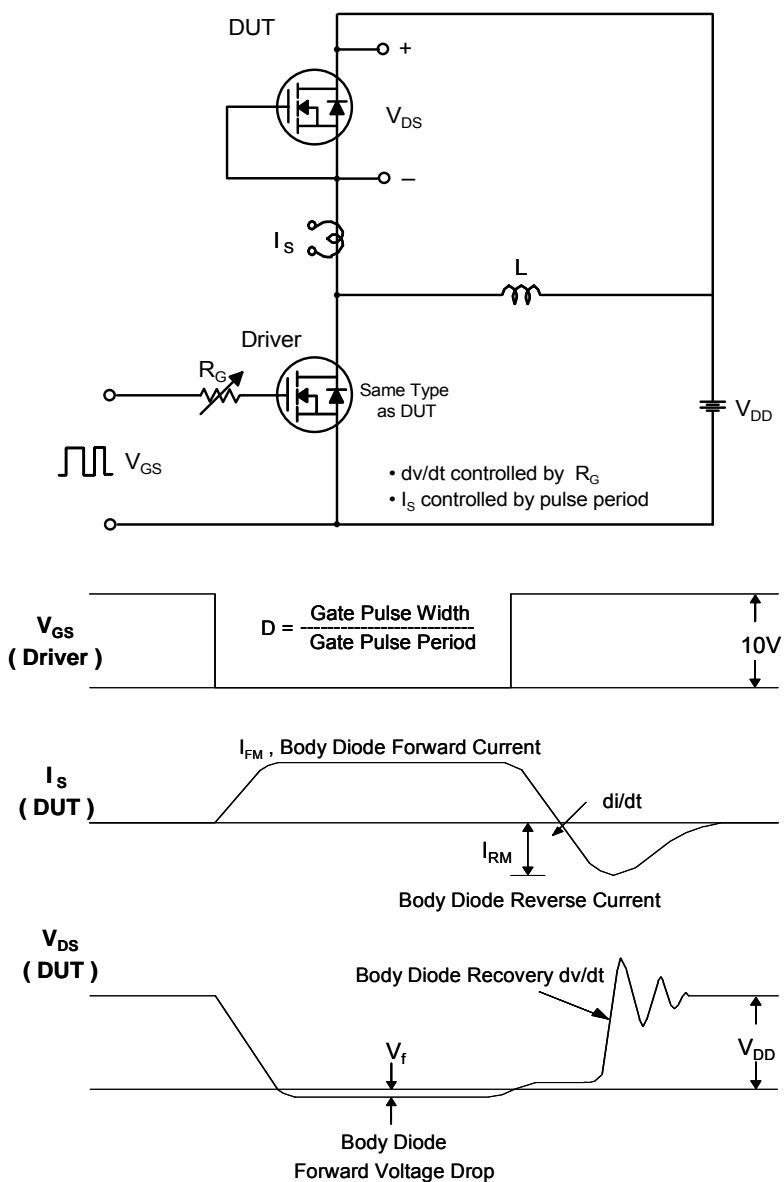 DUT
+
V_DS
–
I_S
L
Driver
R_G
Same Type
as DUT
V_DD
V_GS
• dv/dt controlled by R_G
• I_S controlled by pulse period
V_GS
( Driver )
D = Gate Pulse Width
Gate Pulse Period
10V
I_FM , Body Diode Forward Current
I_S
( DUT )
di/dt
I_RM
Body Diode Reverse Current
V_DS
( DUT )
Body Diode Recovery dv/dt
V_f
V_DD
Body Diode
Forward Voltage Drop